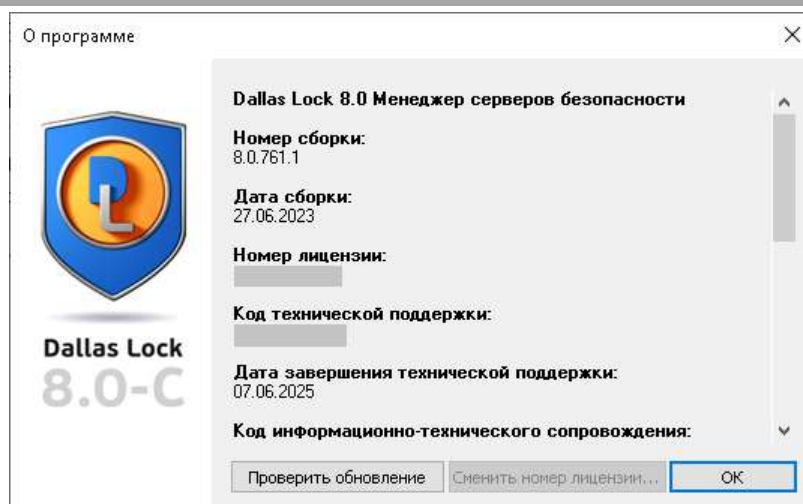 О программе
Dallas Lock 8.0 Менеджер серверов безопасности
Номер сборки:
8.0.761.1
Дата сборки:
27.06.2023
Номер лицензии:
Код технической поддержки:
Дата завершения технической поддержки:
07.06.2025
Код информационно-технического сопровождения:
DL
Dallas Lock
8.0-C
Проверить обновление
Сменить номер лицензии...
ОК